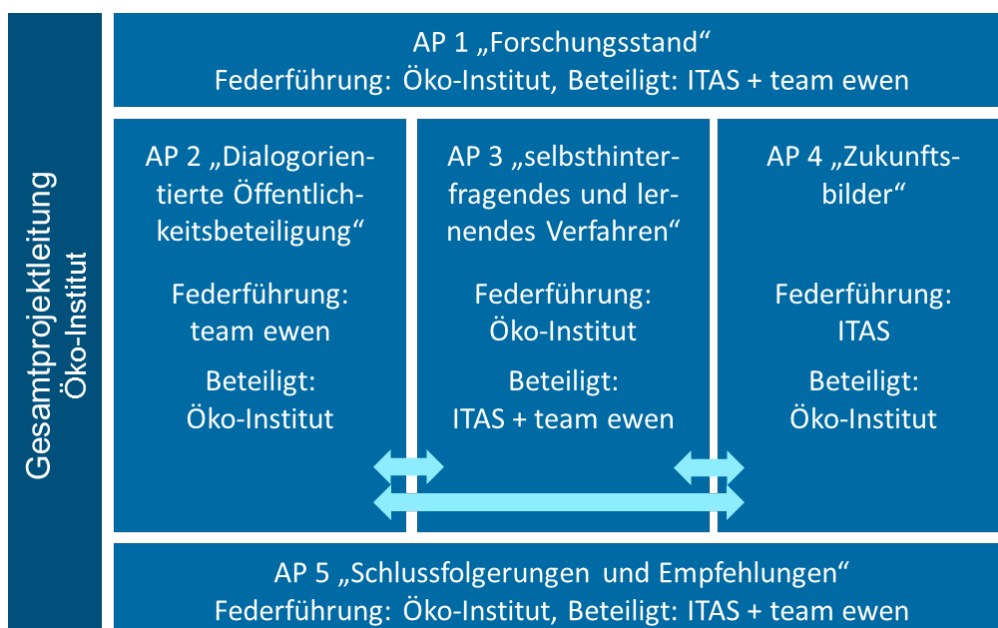 Gesamtprojektleitung
Öko-Institut
AP 1 „Forschungsstand“
Federführung: Öko-Institut, Beteiligt: ITAS + team ewen
AP 2 „Dialogorien-
tierte Öffentlich-
keitsbeteiligung“
Federführung:
team ewen
Beteiligt:
Öko-Institut
AP 3 „selbsthinter-
fragendes und ler-
nendes Verfahren“
Federführung:
Öko-Institut
Beteiligt:
ITAS + team ewen
AP 4 „Zukunfts-
bilder“
Federführung:
ITAS
Beteiligt:
Öko-Institut
AP 5 „Schlussfolgerungen und Empfehlungen“
Federführung: Öko-Institut, Beteiligt: ITAS + team ewen